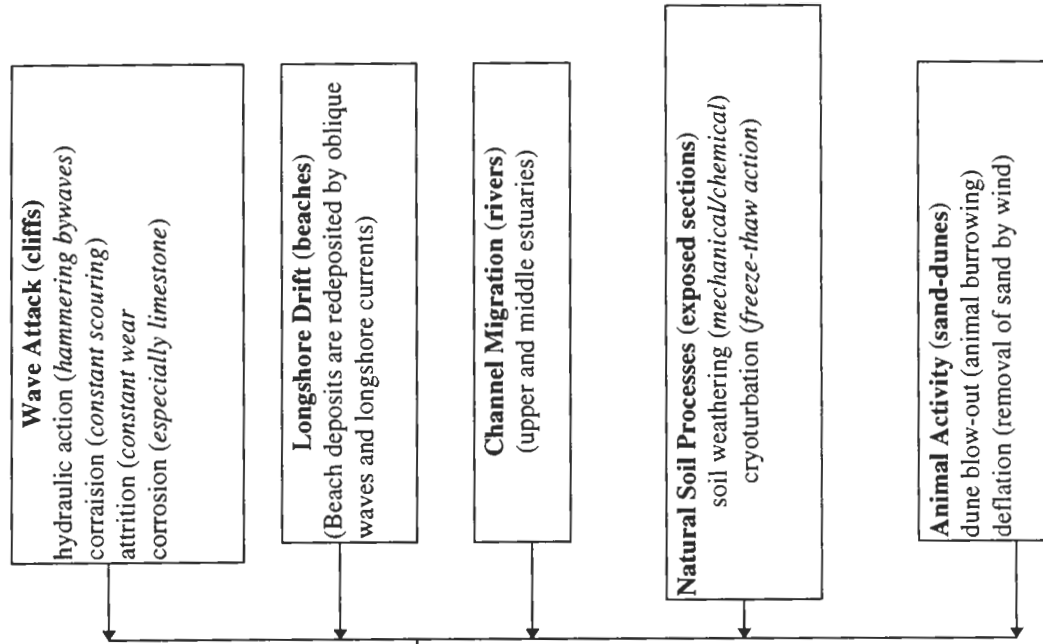 Wave Attack (cliffs)
hydraulic action (hammering bywaves)
corraision (constant scouring)
attrition (constant wear
corrosion (especially limestone)
Longshore Drift (beaches)
(Beach deposits are redeposited by oblique
waves and longshore currents)
Channel Migration (rivers)
(upper and middle estuaries)
Natural Soil Processes (exposed sections)
soil weathering (mechanical/chemical)
cryoturbation (freeze-thaw action)
Animal Activity (sand-dunes)
dune blow-out (animal burrowing)
deflation (removal of sand by wind)